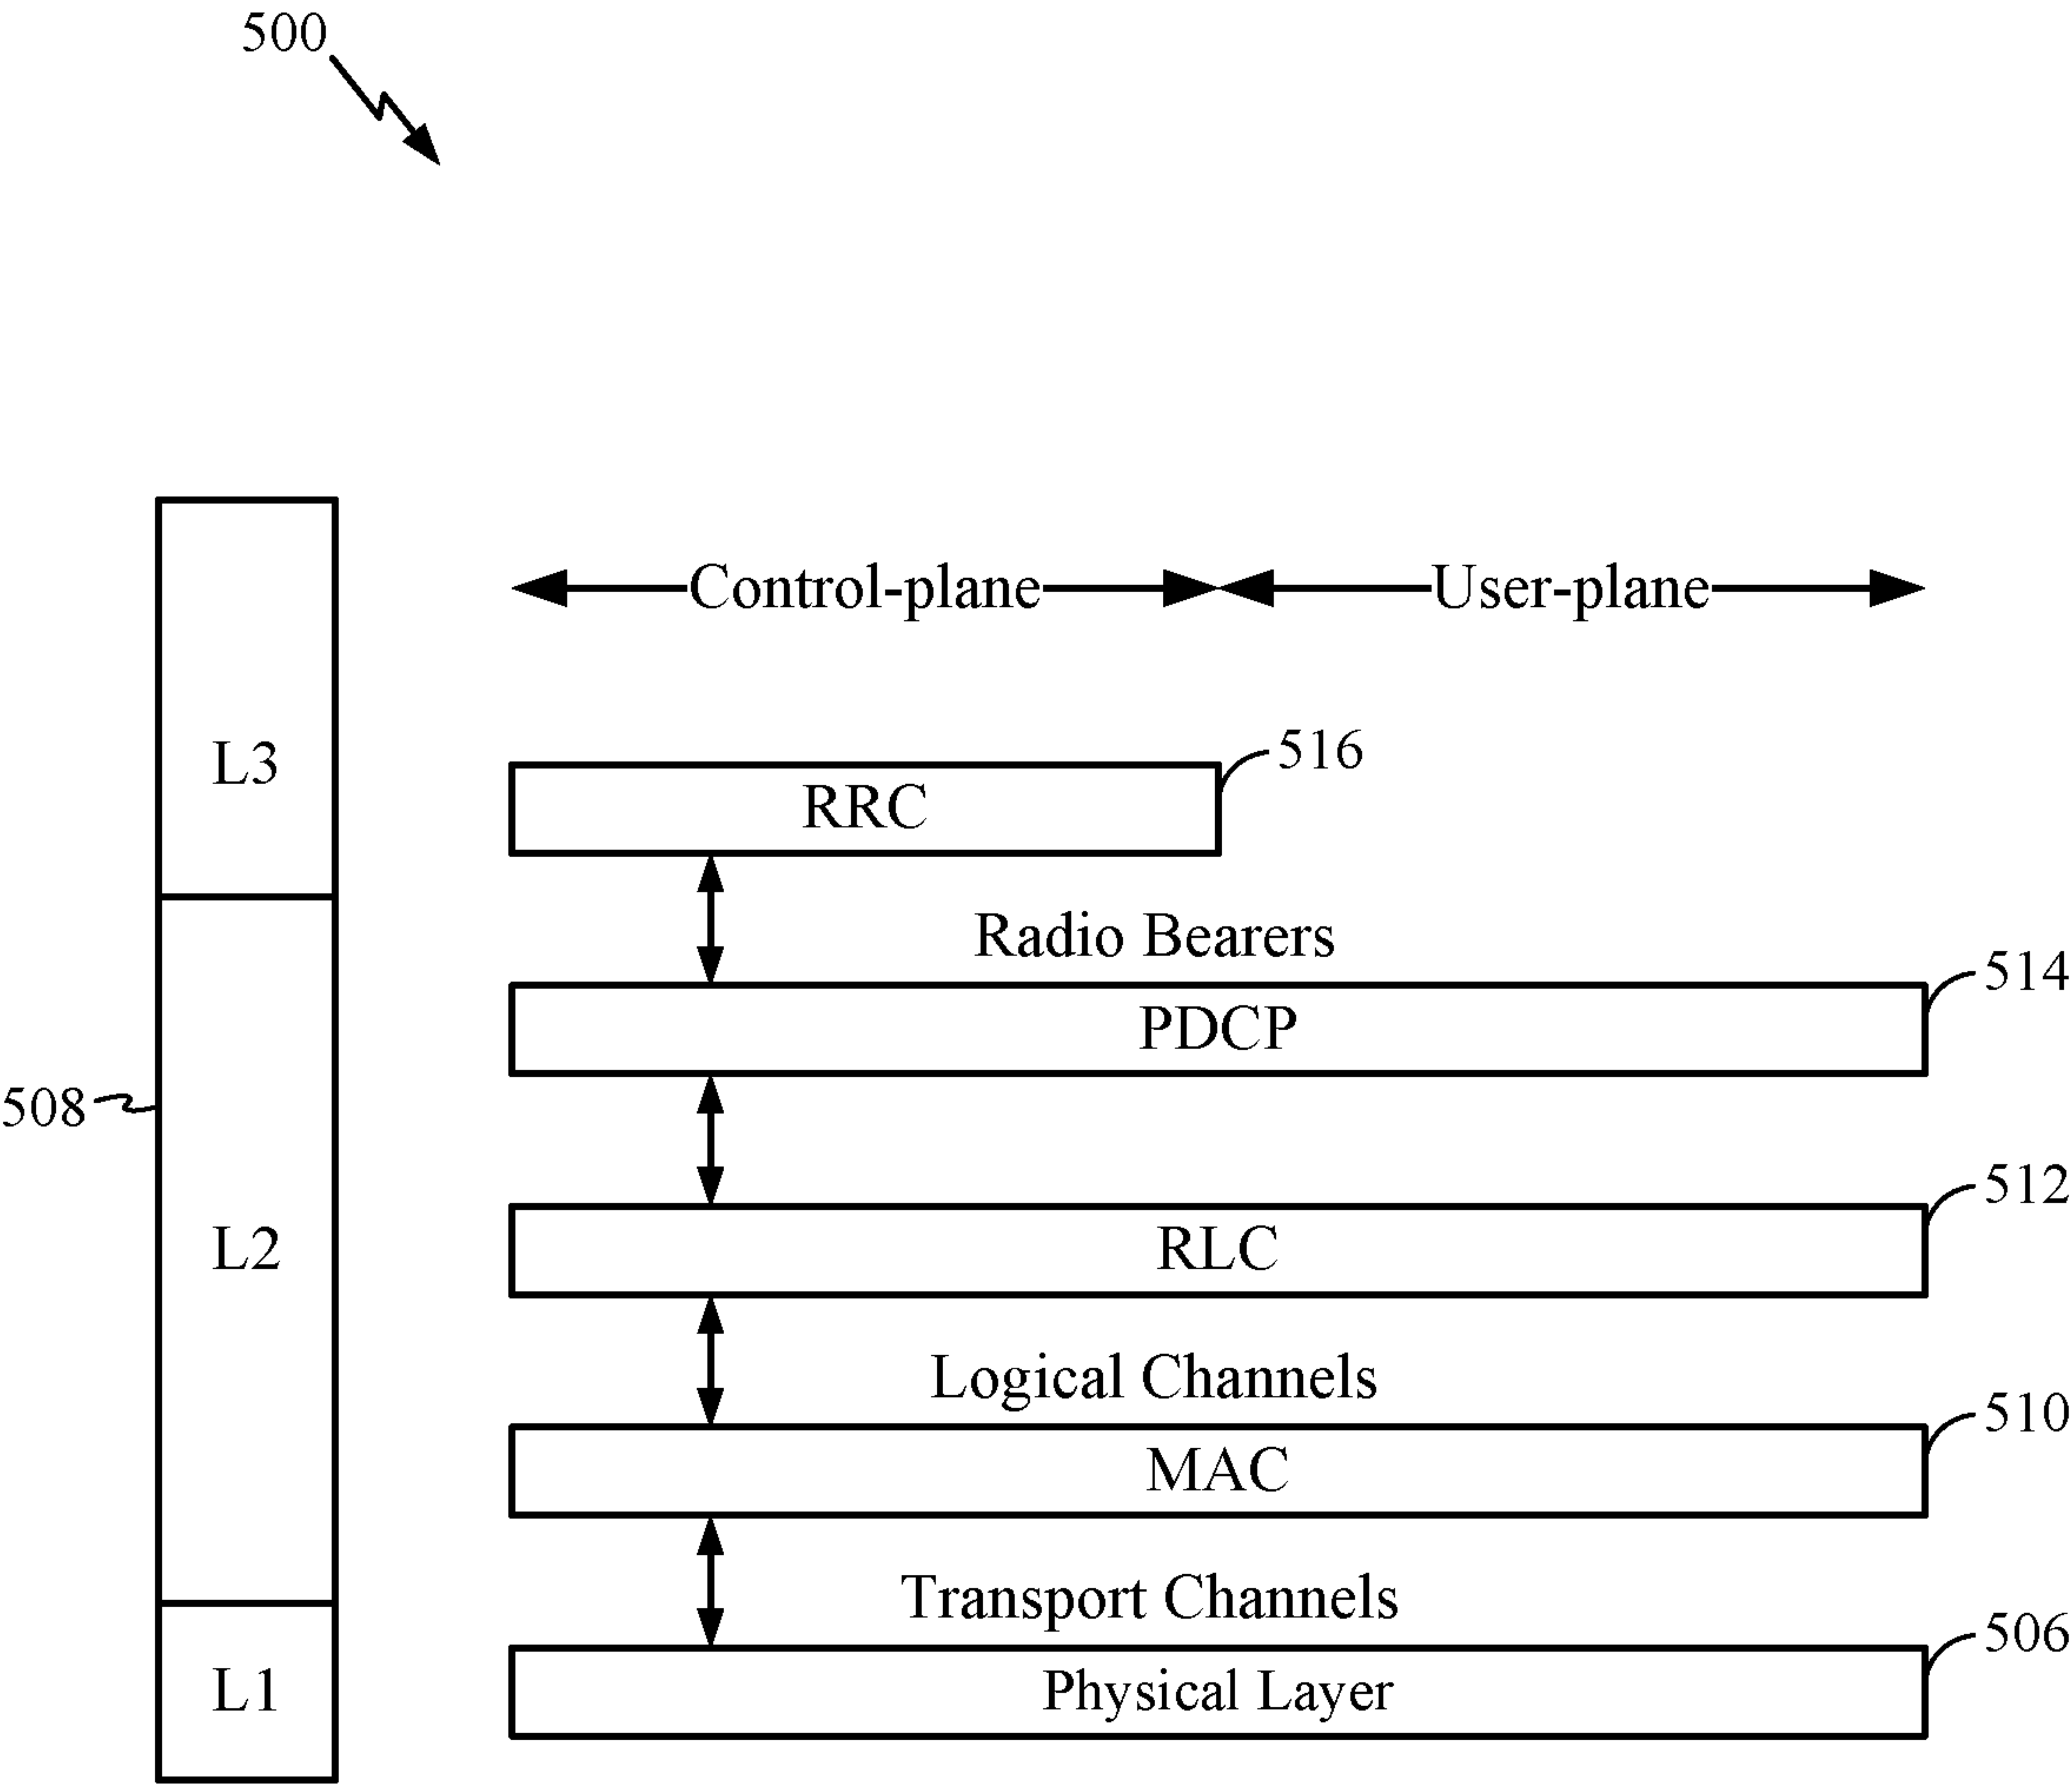 500
Control-plane
User-plane
L3
516
RRC
Radio Bearers
514
PDCP
508
512
L2
RLC
Logical Channels
510
MAC
Transport Channels
506
L1
Physical Layer